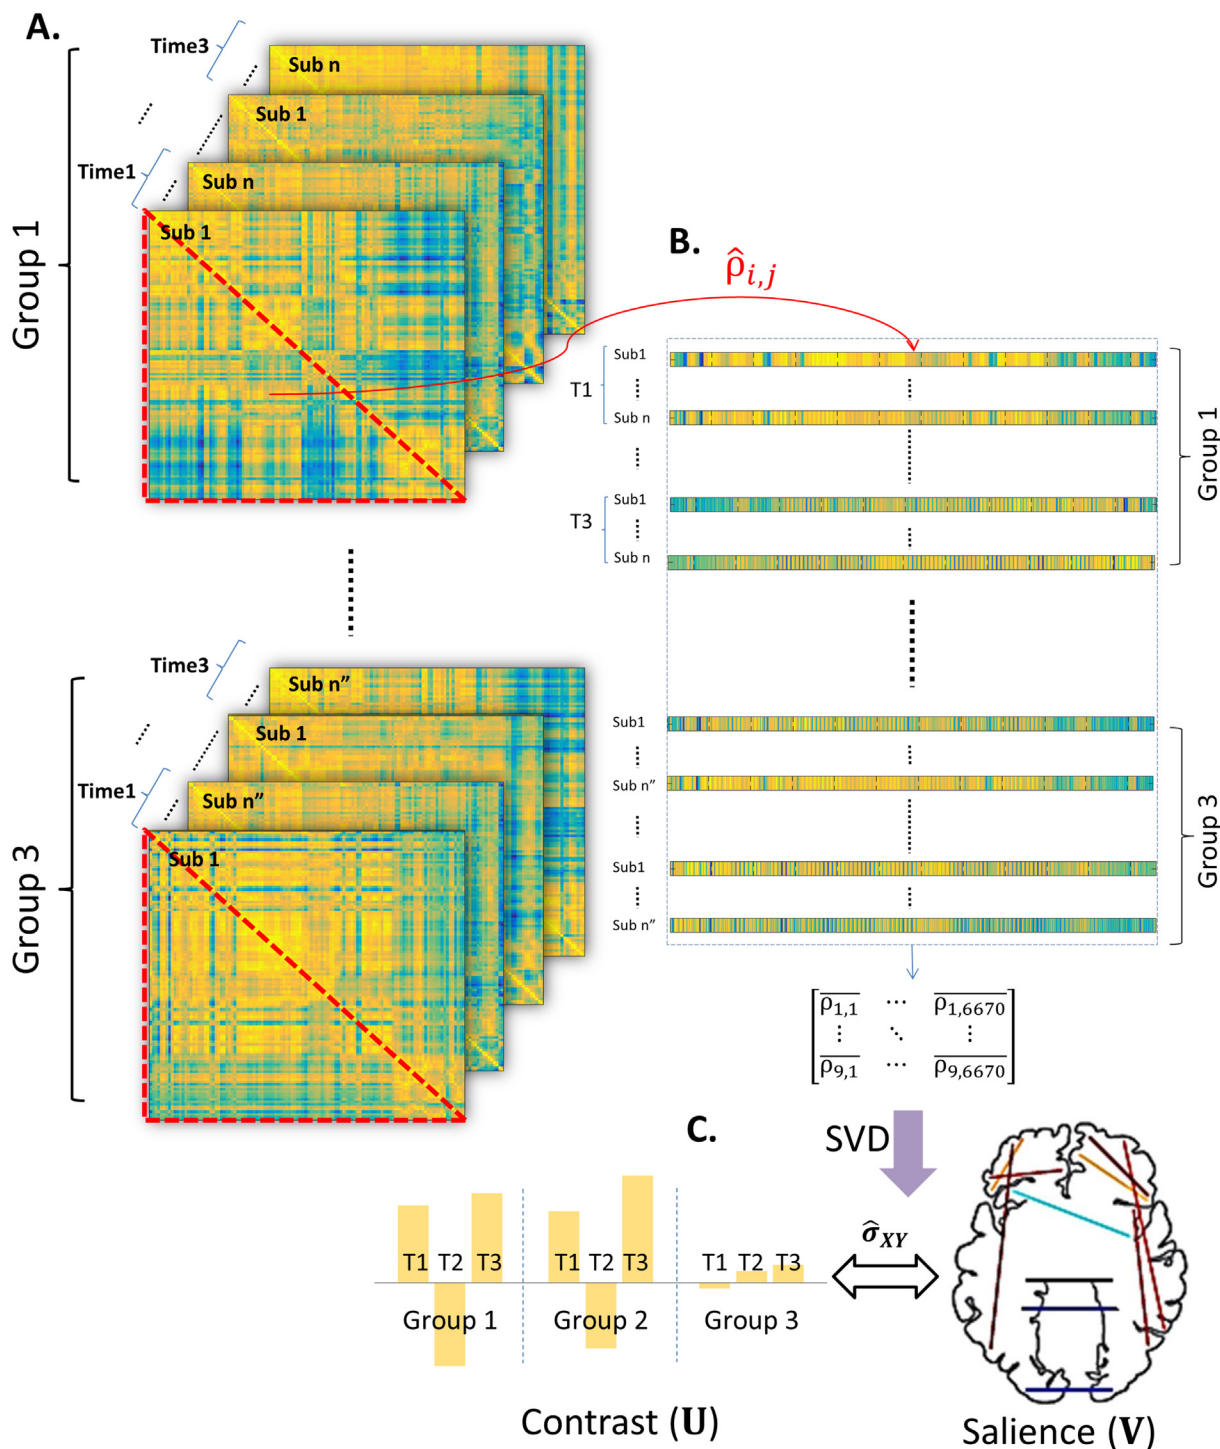 A.
Time3
Sub n
Sub 1
Time1
Sub n
Sub 1
Group 1
B.
ρ̂i,j
Sub1
T1
Sub n
Sub1
T3
Sub n
Group 1
Time3
Sub n”
Sub 1
Time1
Sub n”
Sub 1
Group 3
Sub1
Sub n”
Sub1
Sub n”
Group 3
ρ1,1 ⋯ ρ1,6670
⋮ ⋱ ⋮
ρ9,1 ⋯ ρ9,6670
C.
SVD
σ̂XY
T1 T2 T3 T1 T2 T3 T1 T2 T3
Group 1 Group 2 Group 3
Contrast (U)
Salience (V)